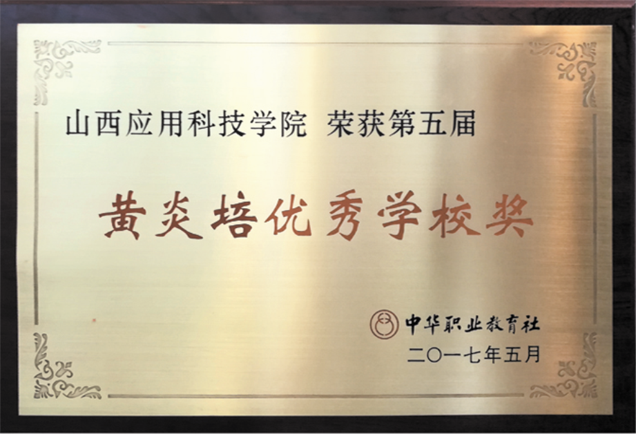 山西应用科技学院 荣获第五届
黄炎培优秀学校奖
中华职业教育社
二〇一七年五月